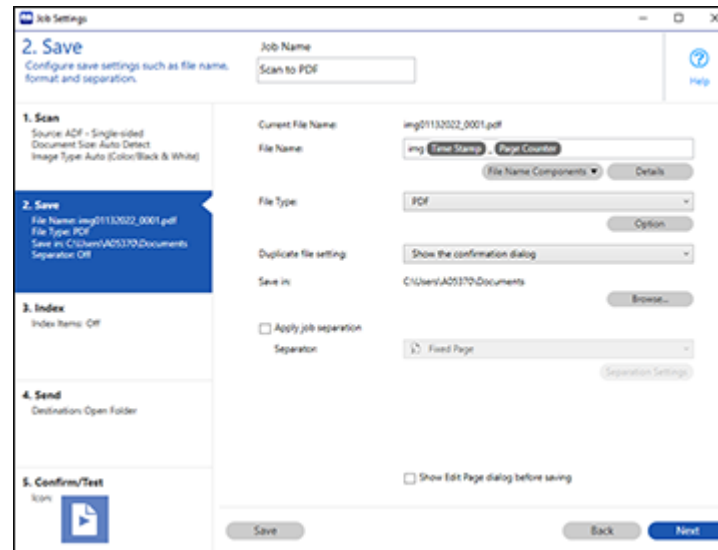 Job Settings
2. Save
Configure save settings such as file name, format and separation.
Job Name
Scan to PDF
Help
1. Scan
Source: ADF - Single-sided
Document Size: Auto Detect
Image Type: Auto (Color/Black & White)
2. Save
File Name: img01132022_0001.pdf
File Type: PDF
Save in: C:\Users\A05370\Documents
Separator: Off
3. Index
Index Items: Off
4. Send
Destination: Open Folder
5. Confirm/Test
Icon:
Current File Name: img01132022_0001.pdf
File Name: img Time Stamp _ Page Counter
File Name Components Details
File Type: PDF
Option
Duplicate file setting: Show the confirmation dialog
Save in: C:\Users\A05370\Documents
Browse...
Apply job separation
Separator: Fixed Page
Separation Settings
Show Edit Page dialog before saving
Save Back Next